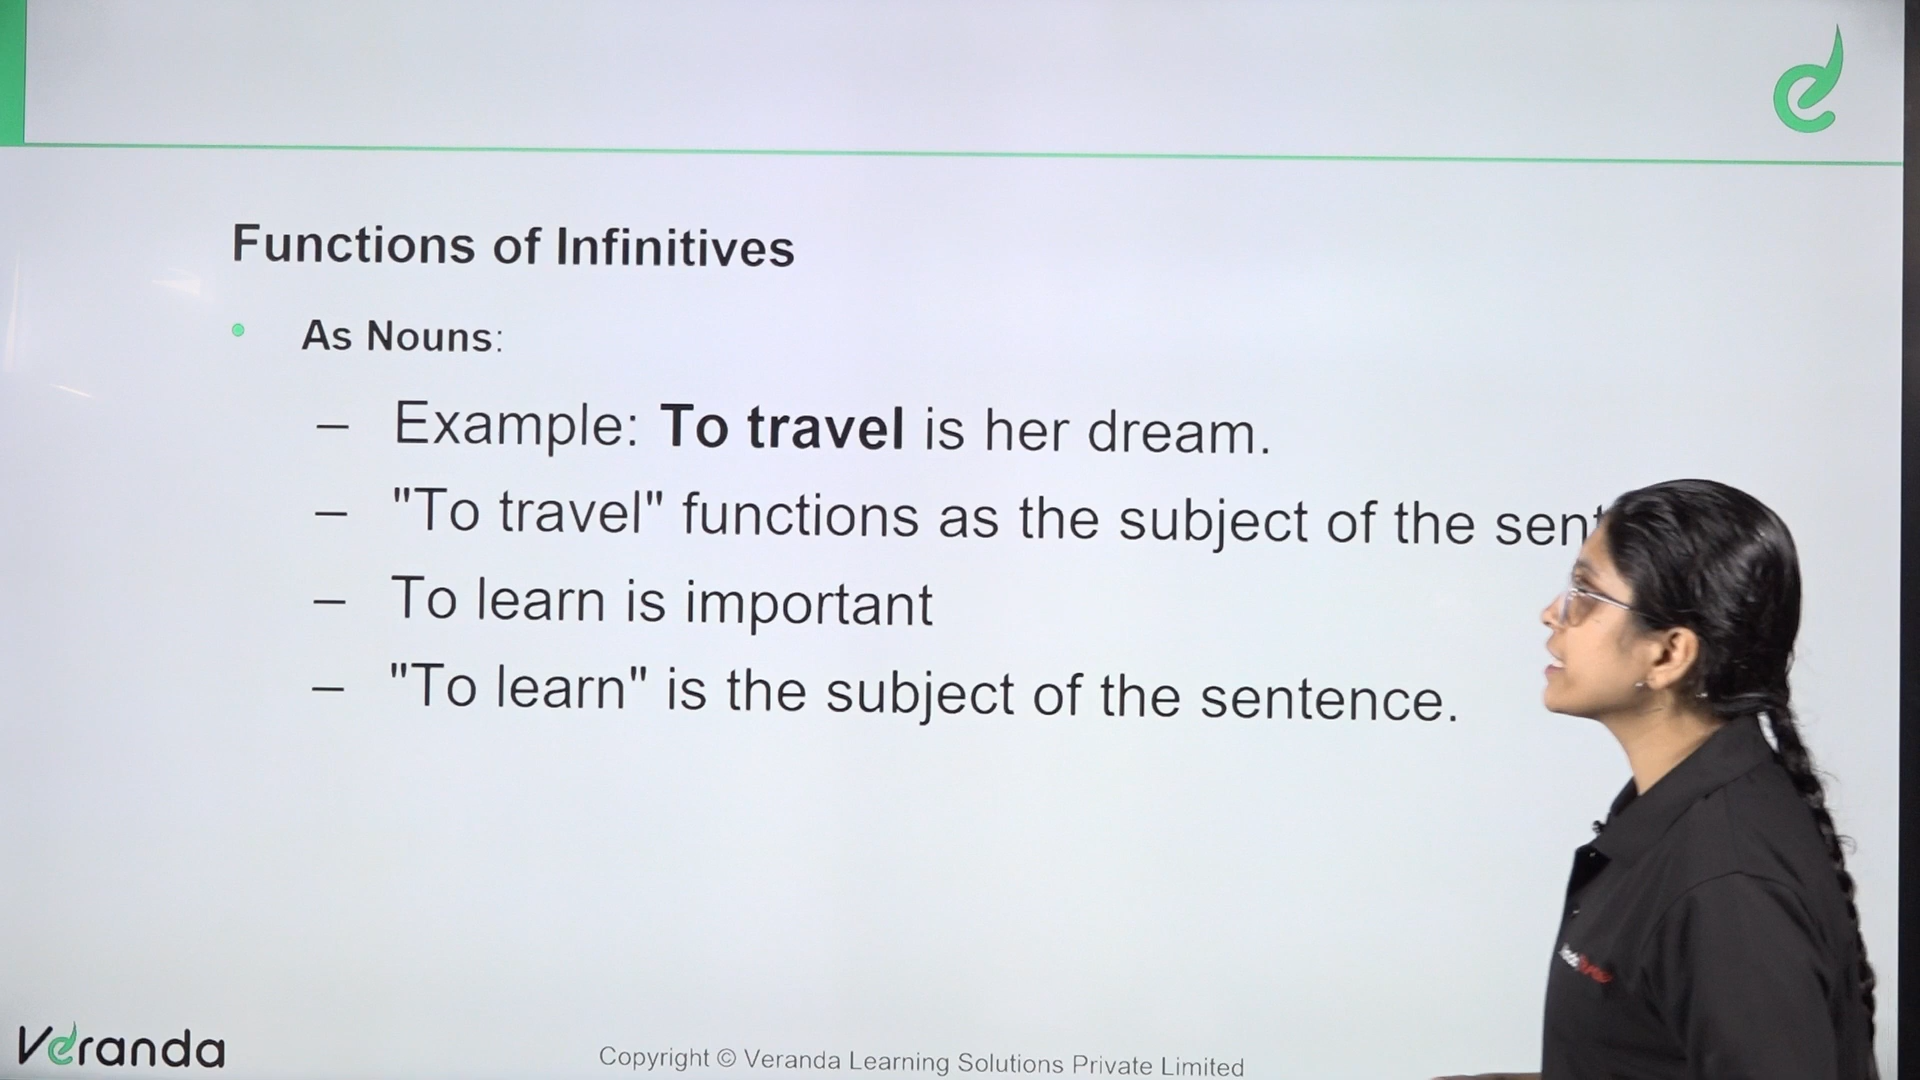 Functions of Infinitives
• As Nouns:
– Example: To travel is her dream.
– "To travel" functions as the subject of the
– To learn is important
– "To learn" is the subject of the sentence.
Veranda
Copyright © Veranda Learning Solutions Private Limited